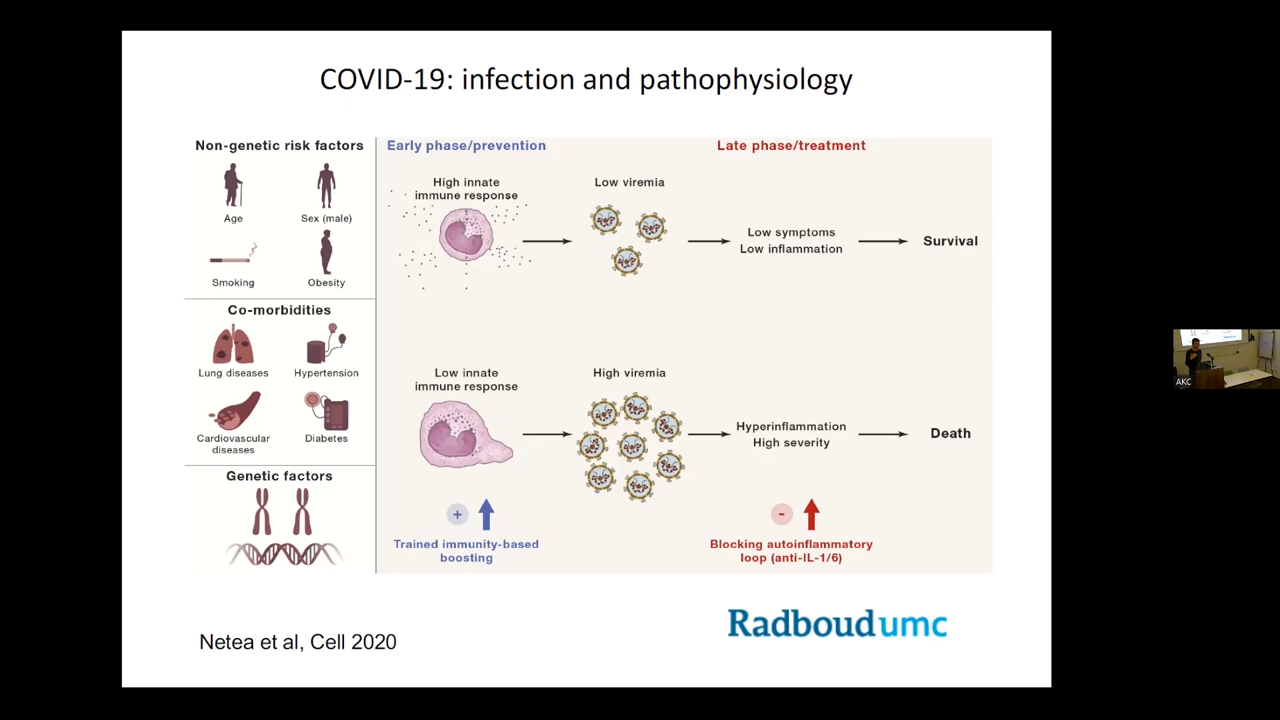 COVID-19: infection and pathophysiology
Non-genetic risk factors
Age
Sex (male)
Smoking
Obesity
Co-morbidities
Lung diseases
Hypertension
Cardiovascular
diseases
Diabetes
Genetic factors
Early phase/prevention
Late phase/treatment
High innate
immune response
Low viremia
Low symptoms
Low inflammation
Survival
Low innate
immune response
High viremia
Hyperinflammation
High severity
Death
+
-
Trained immunity-based
boosting
Blocking autoinflammatory
loop (anti-IL-1/6)
Netea et al, Cell 2020
Radboudumc
AKC